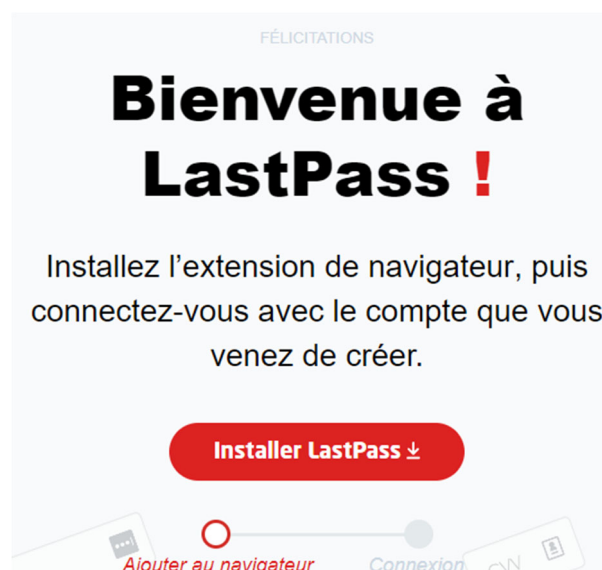 FÉLICITATIONS
Bienvenue à
LastPass !
Installez l’extension de navigateur, puis
connectez-vous avec le compte que vous
venez de créer.
Installer LastPass
Ajouter au navigateur Connexion
CVV